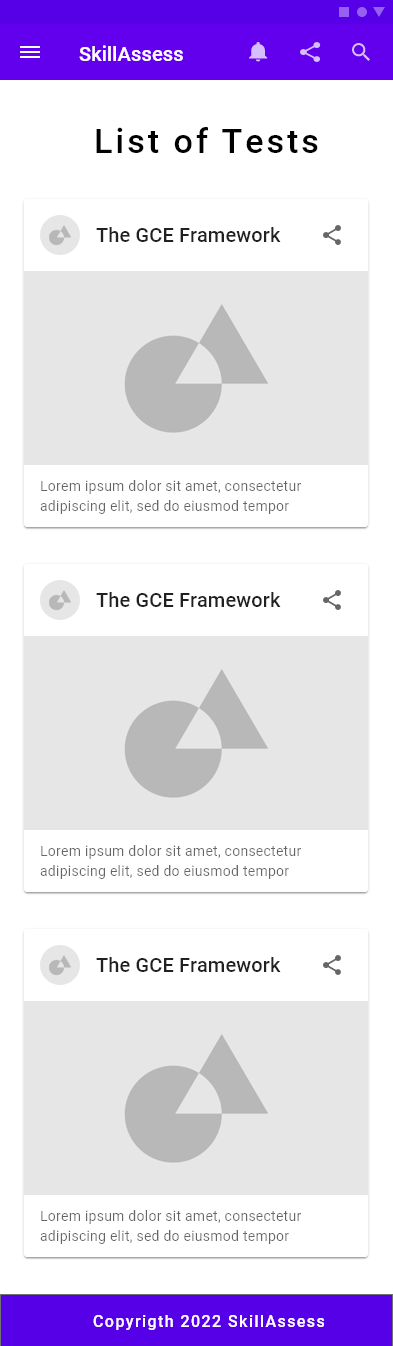 SkillAssess
List of Tests
The GCE Framework
Lorem ipsum dolor sit amet, consectetur
adipiscing elit, sed do eiusmod tempor
The GCE Framework
Lorem ipsum dolor sit amet, consectetur
adipiscing elit, sed do eiusmod tempor
The GCE Framework
Lorem ipsum dolor sit amet, consectetur
adipiscing elit, sed do eiusmod tempor
Copyrigth 2022 SkillAssess